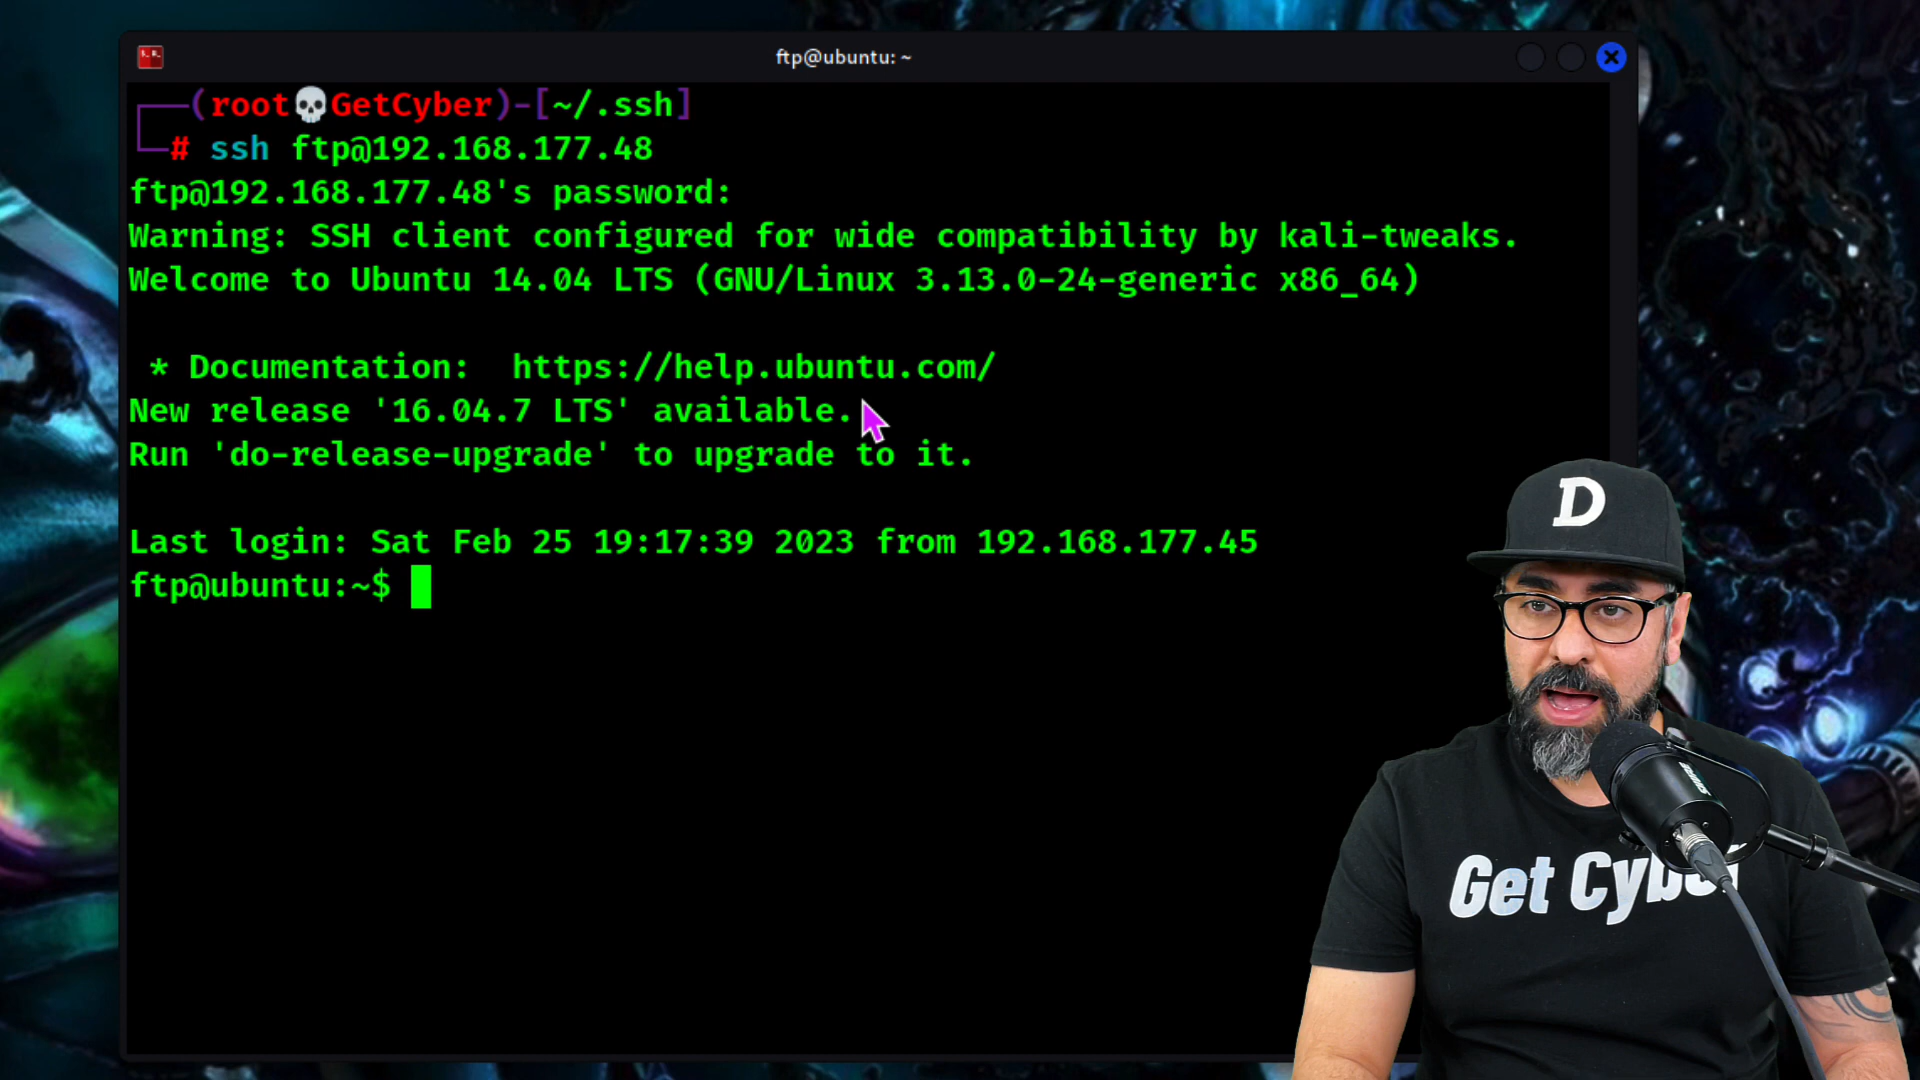 ftp@ubuntu: ~
(root💀GetCyber)-[~/.ssh]
# ssh ftp@192.168.177.48
ftp@192.168.177.48's password:
Warning: SSH client configured for wide compatibility by kali-tweaks.
Welcome to Ubuntu 14.04 LTS (GNU/Linux 3.13.0-24-generic x86_64)
* Documentation:  https://help.ubuntu.com/
New release '16.04.7 LTS' available.
Run 'do-release-upgrade' to upgrade to it.
Last login: Sat Feb 25 19:17:39 2023 from 192.168.177.45
ftp@ubuntu:~$
D
Get Cyber